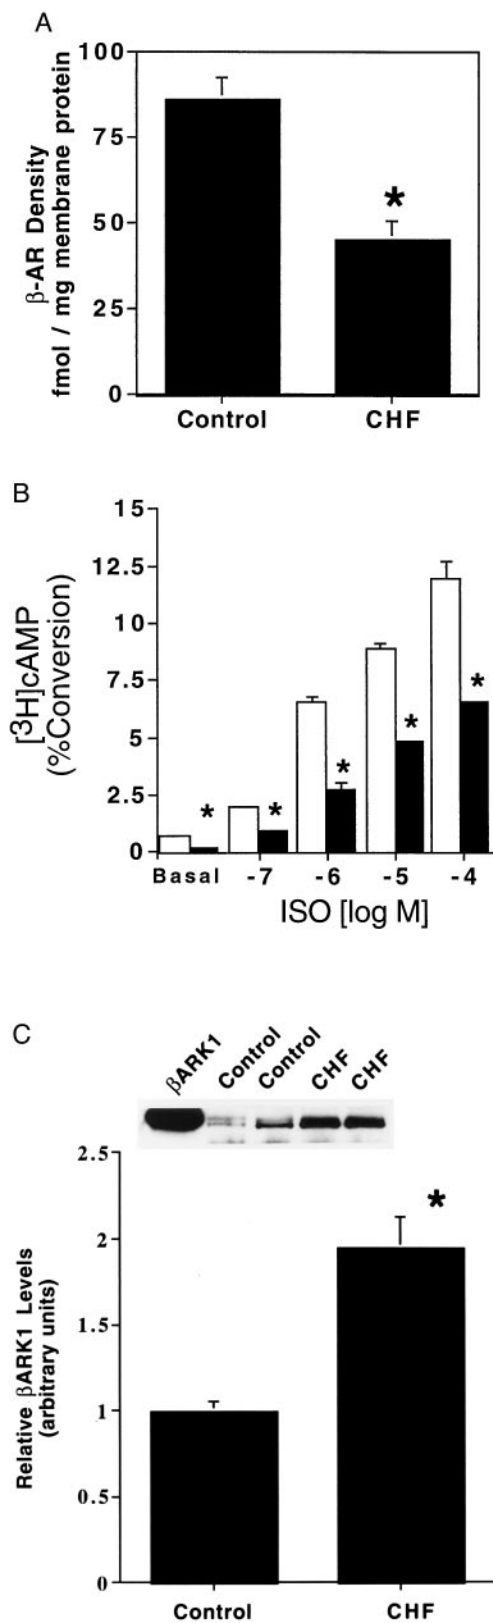 A
100
75
50
25
0
β-AR Density
fmol / mg membrane protein
*
Control
CHF
B
15
12.5
10
7.5
5
2.5
0
[³H]cAMP
(%Conversion)
*
*
*
*
*
Basal
-7
-6
-5
-4
ISO [log M]
C
βARK1
Control
Control
CHF
CHF
2.5
2
1.5
1
0.5
0
Relative βARK1 Levels
(arbitrary units)
*
Control
CHF